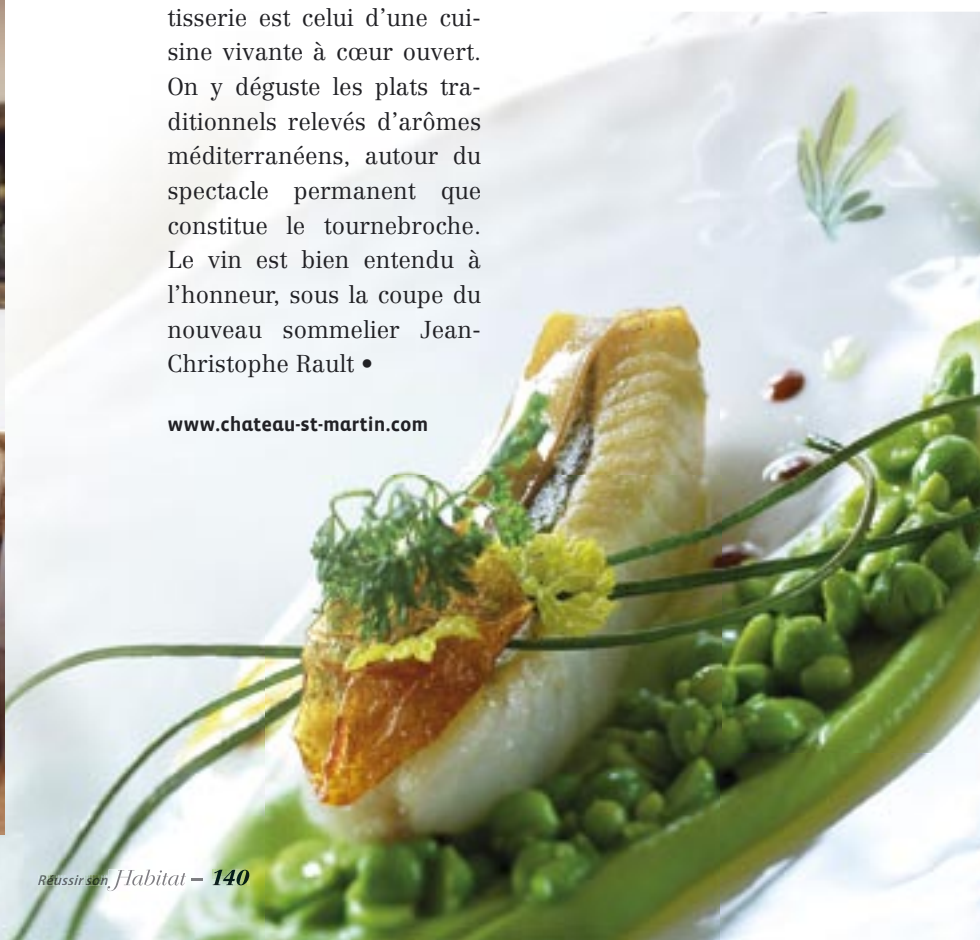 tisserie est celui d’une cui-
sine vivante à cœur ouvert.
On y déguste les plats tra-
ditionnels relevés d’arômes
méditerranéens, autour du
spectacle permanent que
constitue le tournebroche.
Le vin est bien entendu à
l’honneur, sous la coupe du
nouveau sommelier Jean-
Christophe Rault •
www.chateau-st-martin.com
Réussir son Habitat – 140